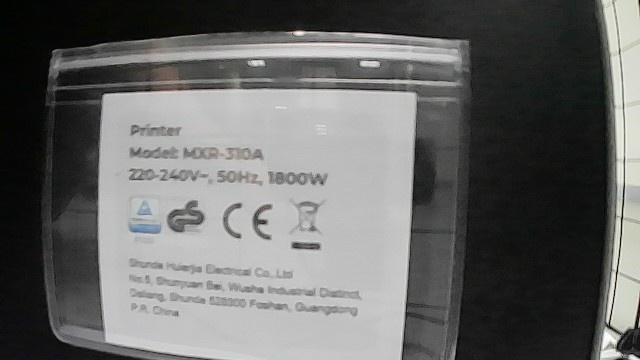 Printer
Model: MXR-310A
220-240V~, 50Hz, 1800W
Shunde Huierjia Electrical Co., Ltd
No.5, Shunyuan Bei, Wusha Industrial District,
Daliang, Shunde 528300 Foshan, Guangdong
P.R. China